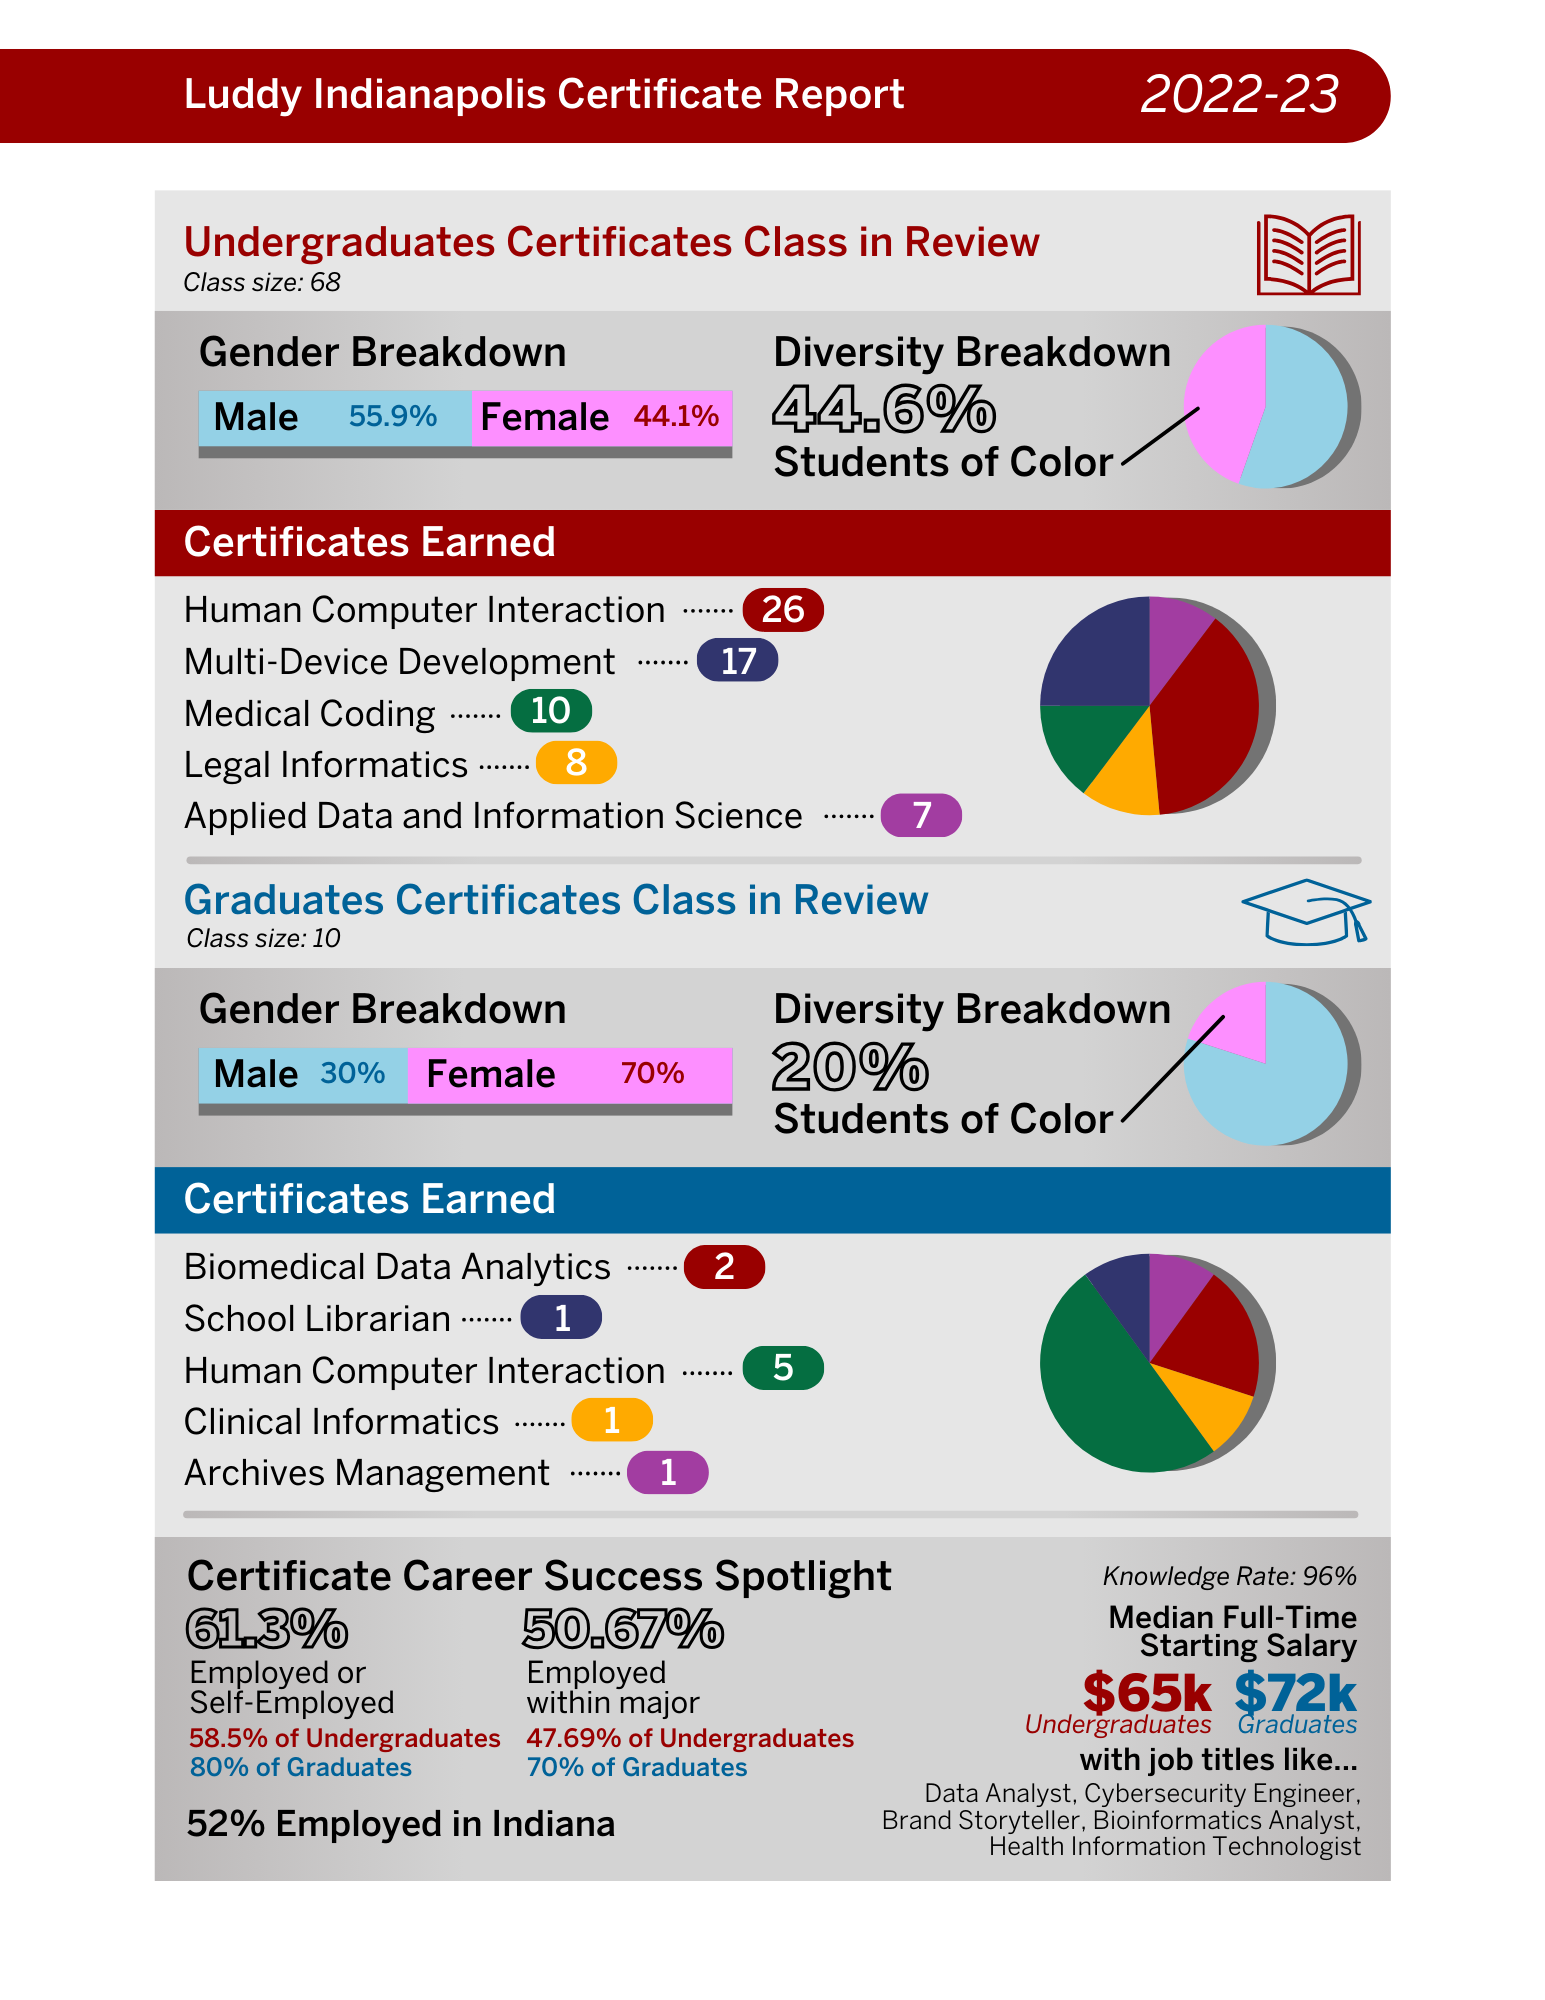 Luddy Indianapolis Certificate Report 2022-23
Undergraduates Certificates Class in Review
Class size: 68
Gender Breakdown
Male 55.9% Female 44.1%
Diversity Breakdown
44.6%
Students of Color
Certificates Earned
Human Computer Interaction ....... 26
Multi-Device Development ....... 17
Medical Coding ....... 10
Legal Informatics ....... 8
Applied Data and Information Science ....... 7
Graduates Certificates Class in Review
Class size: 10
Gender Breakdown
Male 30% Female 70%
Diversity Breakdown
20%
Students of Color
Certificates Earned
Biomedical Data Analytics ....... 2
School Librarian ....... 1
Human Computer Interaction ....... 5
Clinical Informatics ....... 1
Archives Management ....... 1
Certificate Career Success Spotlight
61.3%
Employed or
Self-Employed
58.5% of Undergraduates
80% of Graduates
50.67%
Employed
within major
47.69% of Undergraduates
70% of Graduates
52% Employed in Indiana
Knowledge Rate: 96%
Median Full-Time
Starting Salary
$65k $72k
Undergraduates Graduates
with job titles like...
Data Analyst, Cybersecurity Engineer,
Brand Storyteller, Bioinformatics Analyst,
Health Information Technologist